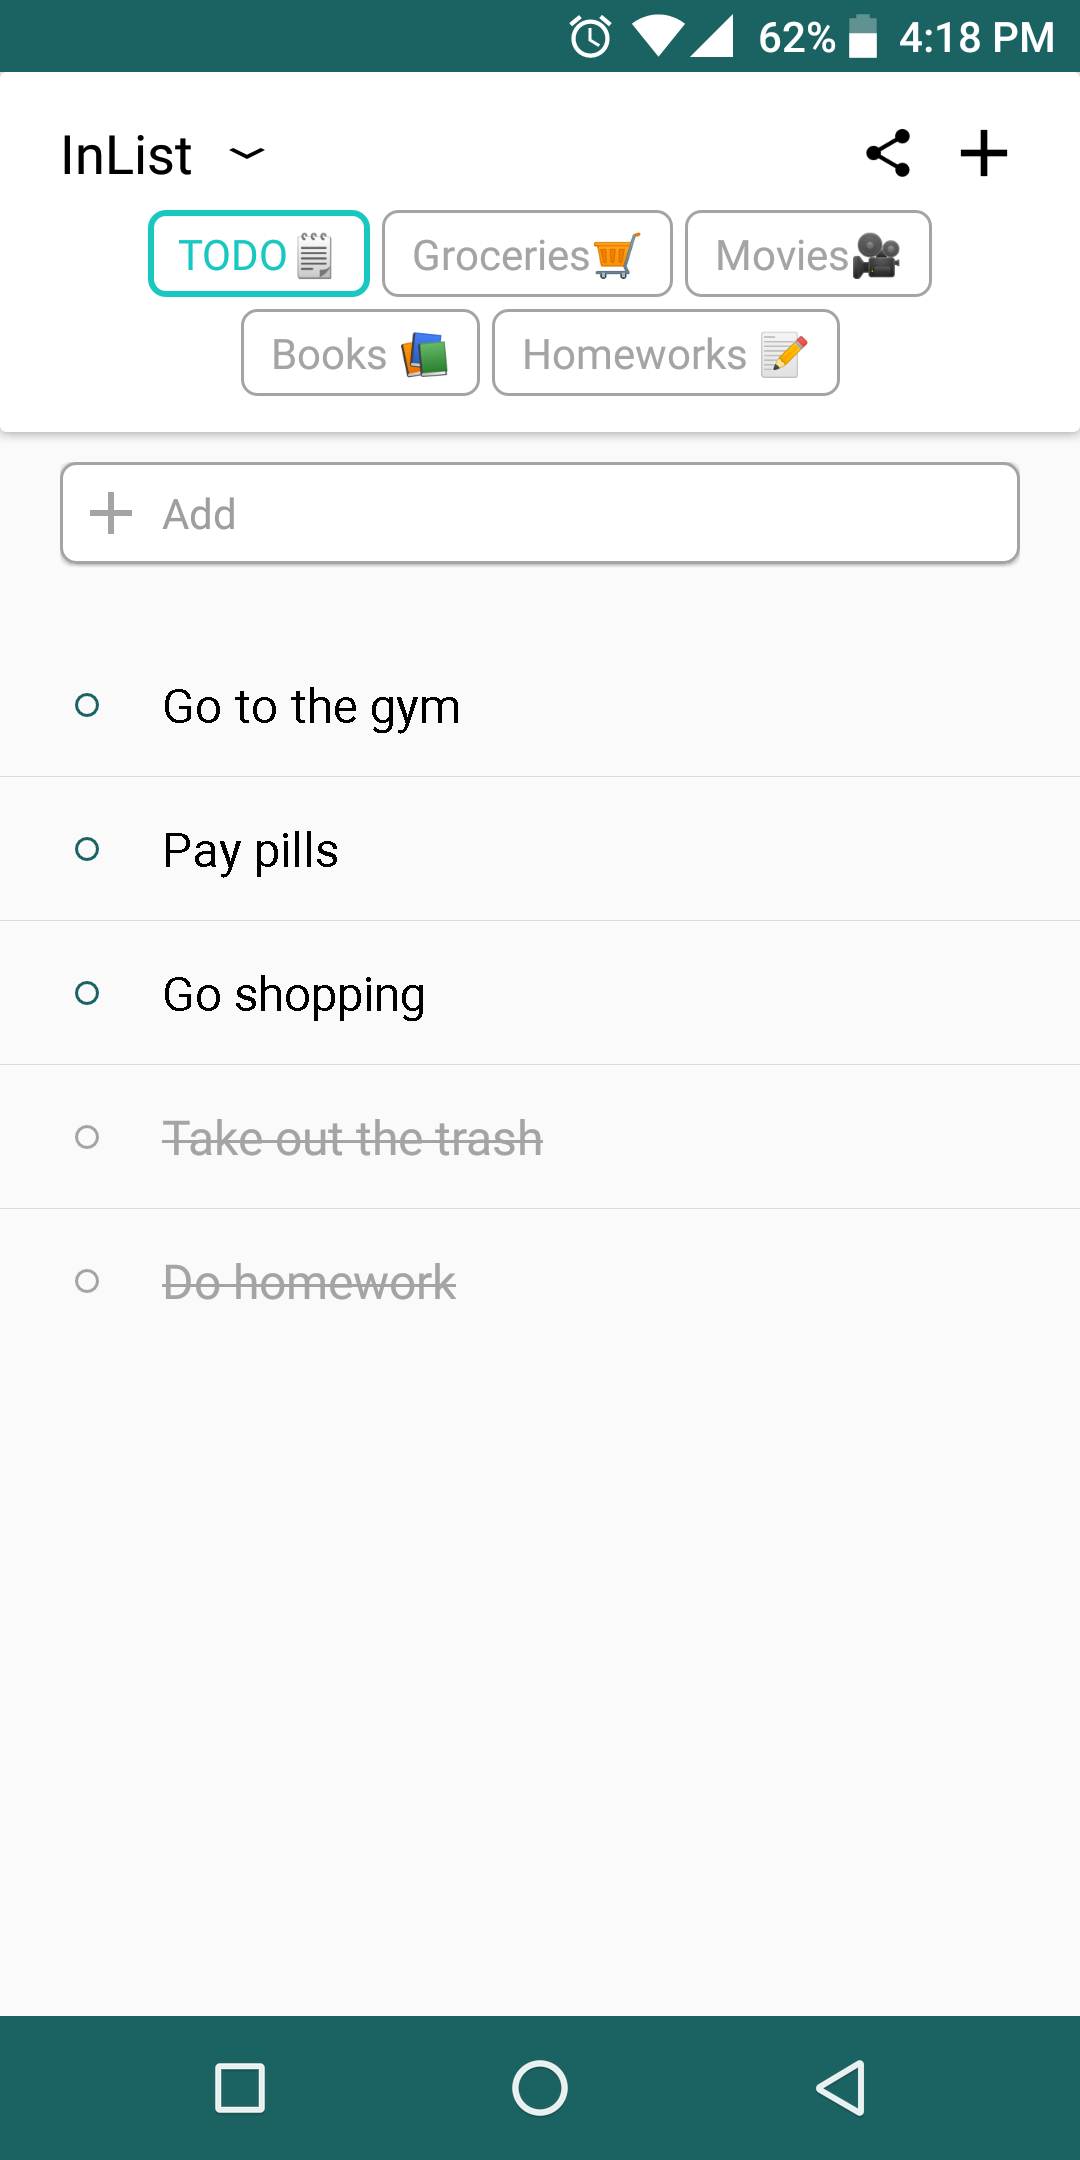 62% 4:18 PM
InList
TODO Groceries Movies
Books Homeworks
Add
Go to the gym
Pay pills
Go shopping
Take out the trash
Do homework